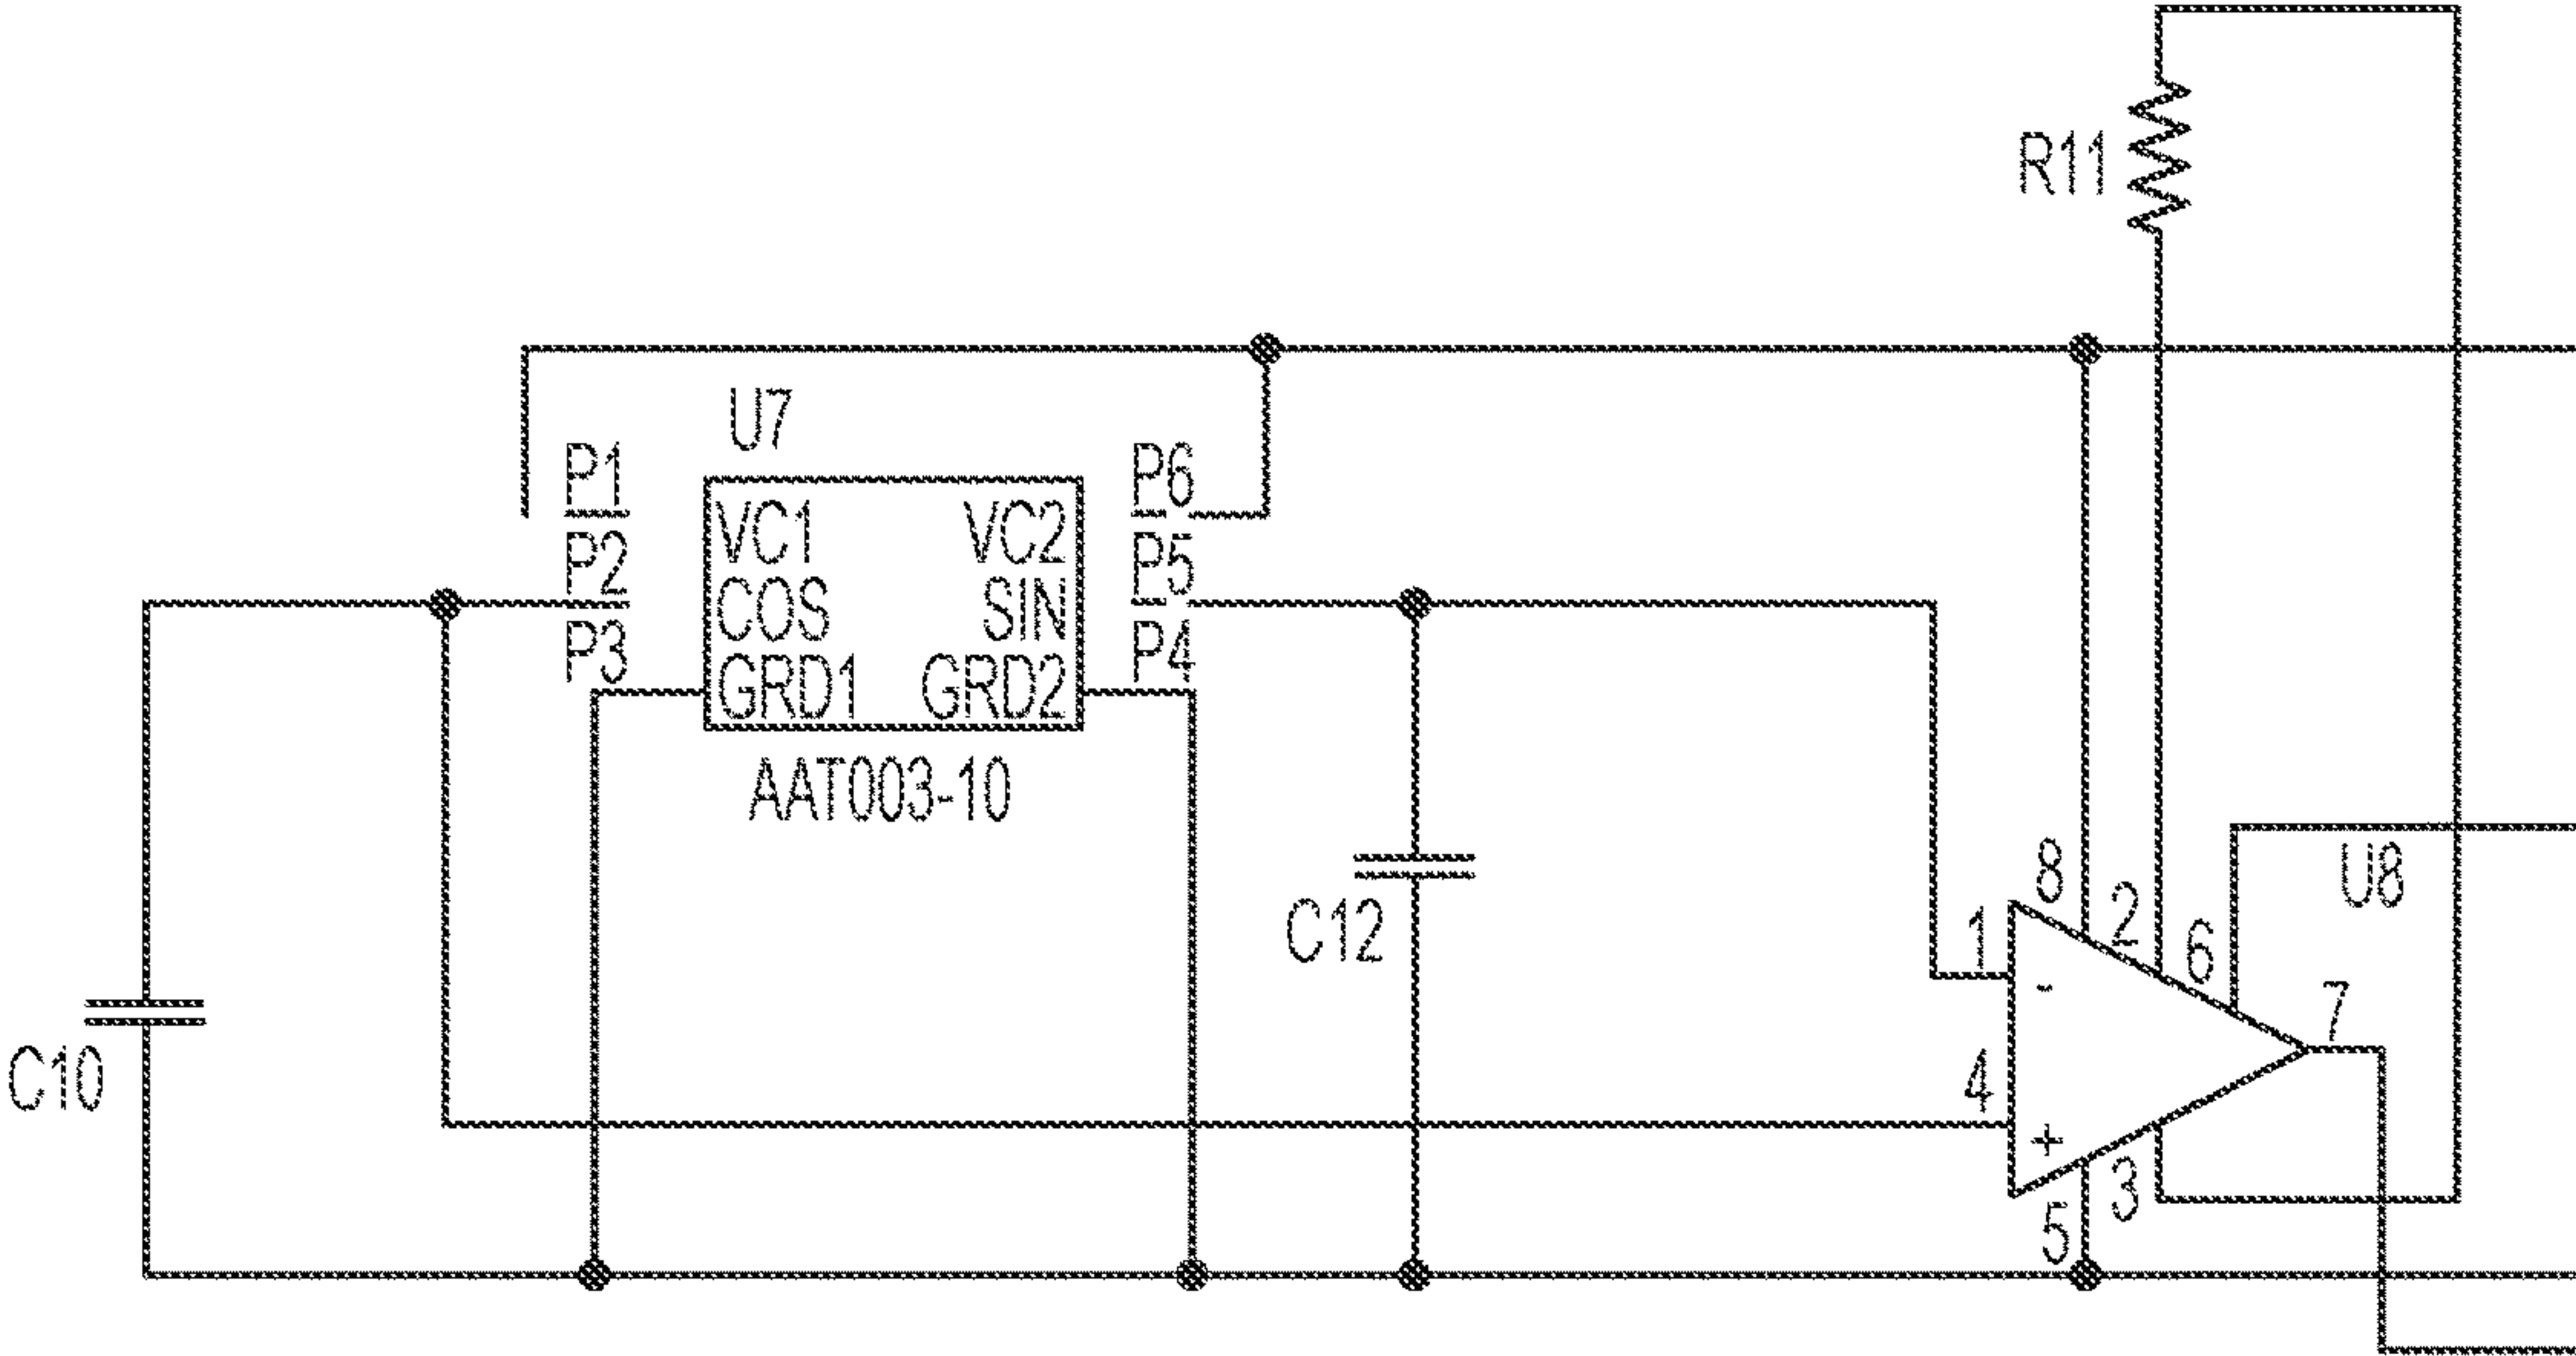 R11
U7
P1
P6
VC1 VC2
P2
P5
COS SIN
P3
P4
GRD1 GRD2
AAT003-10
8
U8
2
C12
1
6
-
7
C10
4
+
3
5